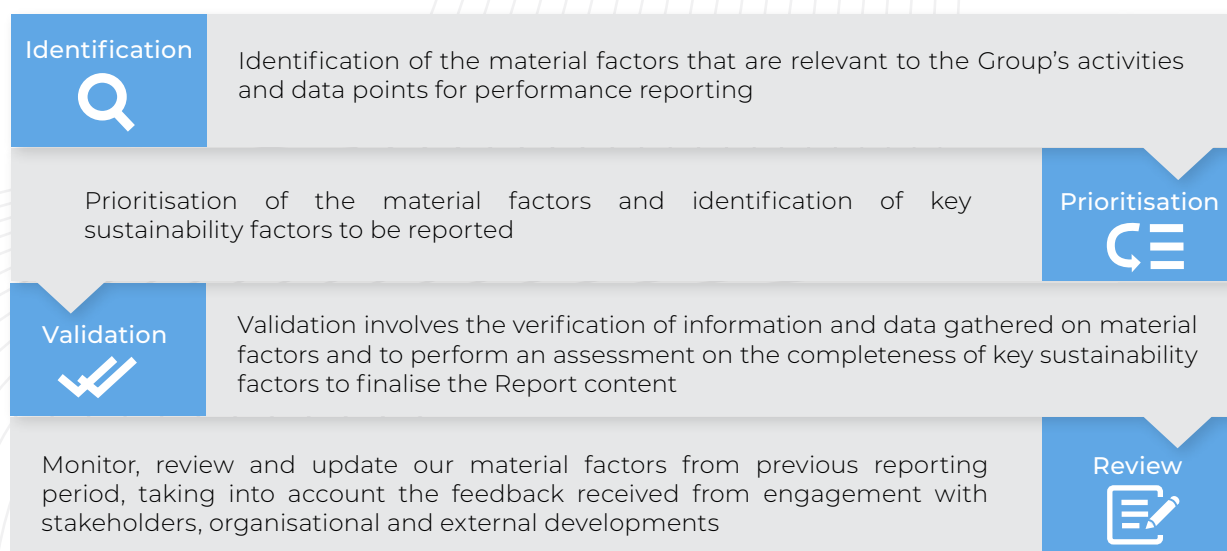 Identification
Identification of the material factors that are relevant to the Group's activities
and data points for performance reporting
Prioritisation of the material factors and identification of key
sustainability factors to be reported
Prioritisation
Validation
Validation involves the verification of information and data gathered on material
factors and to perform an assessment on the completeness of key sustainability
factors to finalise the Report content
Monitor, review and update our material factors from previous reporting
period, taking into account the feedback received from engagement with
stakeholders, organisational and external developments
Review